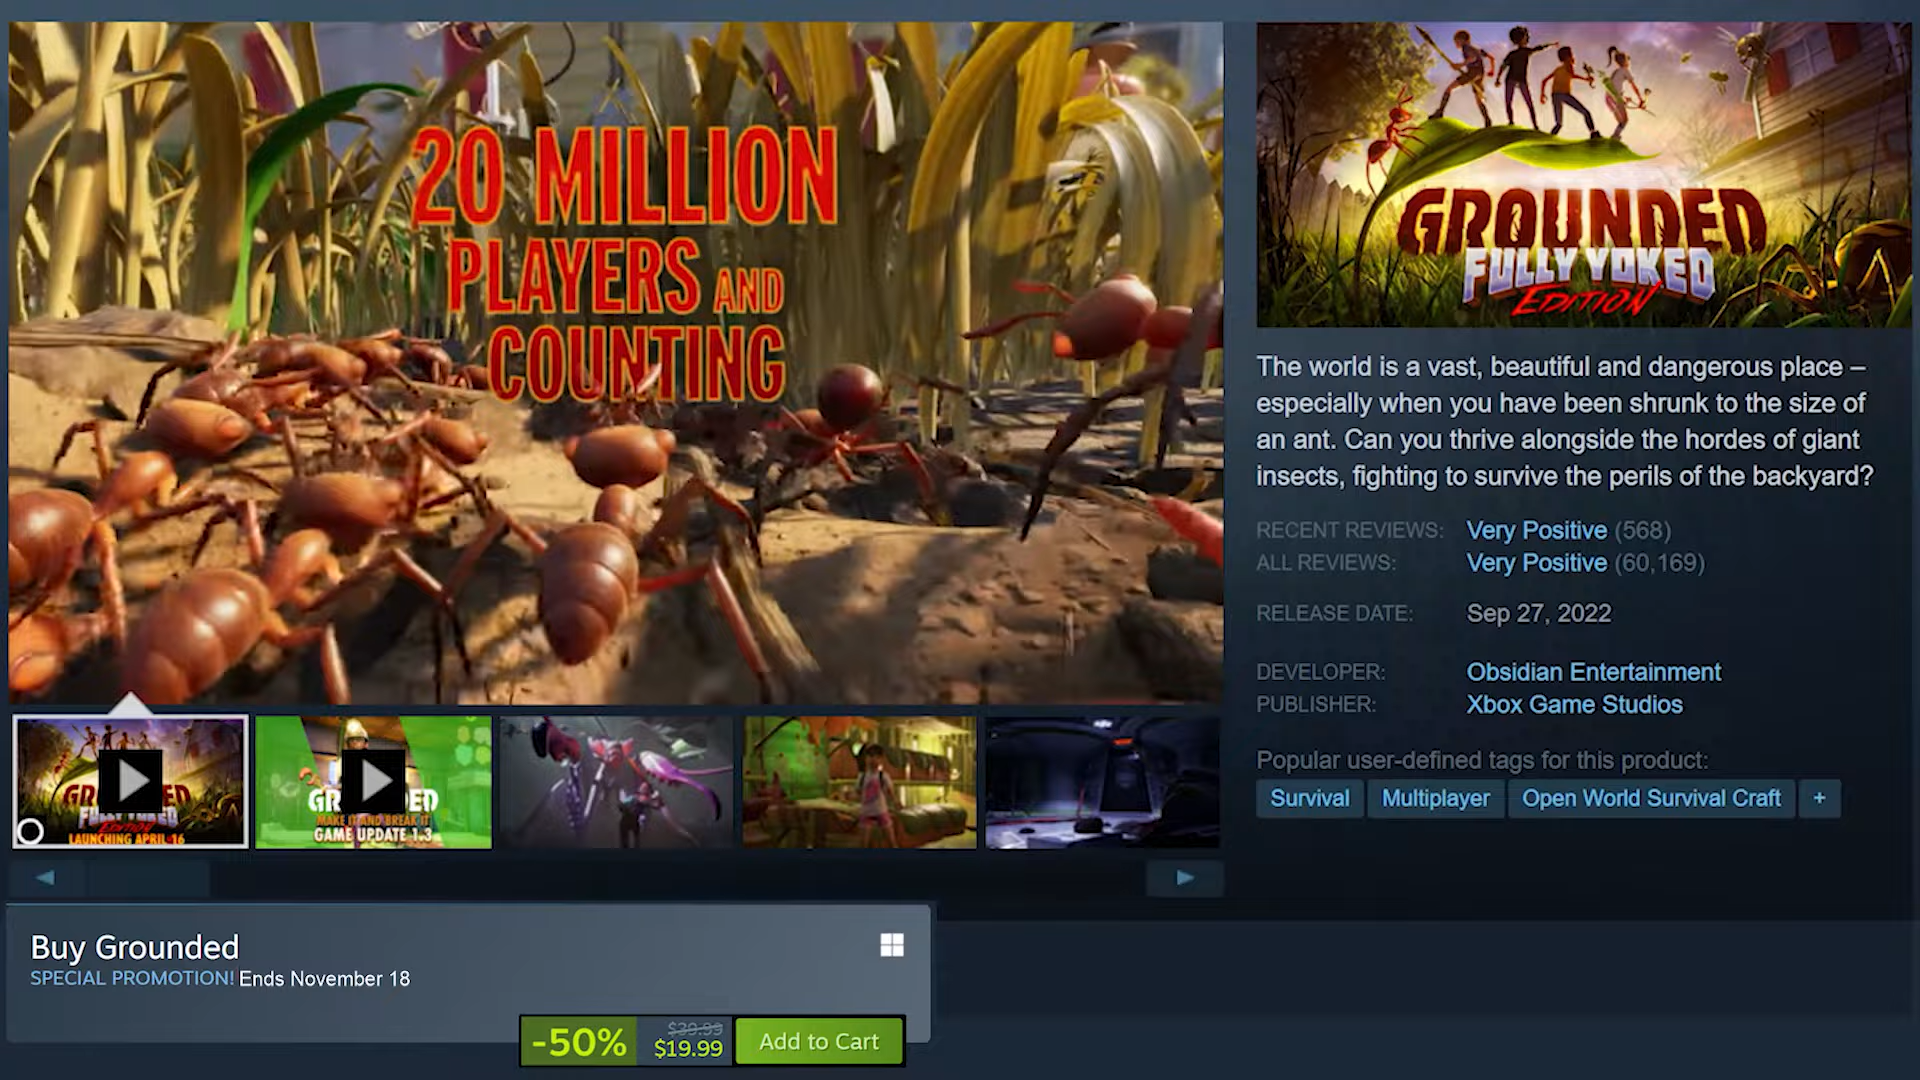 20 MILLION
PLAYERS AND
COUNTING
GROUNDED
FULLY YOKED
EDITION
The world is a vast, beautiful and dangerous place –
especially when you have been shrunk to the size of
an ant. Can you thrive alongside the hordes of giant
insects, fighting to survive the perils of the backyard?
RECENT REVIEWS: Very Positive (568)
ALL REVIEWS: Very Positive (60,169)
RELEASE DATE: Sep 27, 2022
DEVELOPER: Obsidian Entertainment
PUBLISHER: Xbox Game Studios
Popular user-defined tags for this product:
Survival Multiplayer Open World Survival Craft +
FULLY YOKED
EDITION
LAUNCHING APRIL 16
MAKE IT AND BREAK IT
GAME UPDATE 1.3
Buy Grounded
SPECIAL PROMOTION! Ends November 18
-50% $39.99 $19.99 Add to Cart